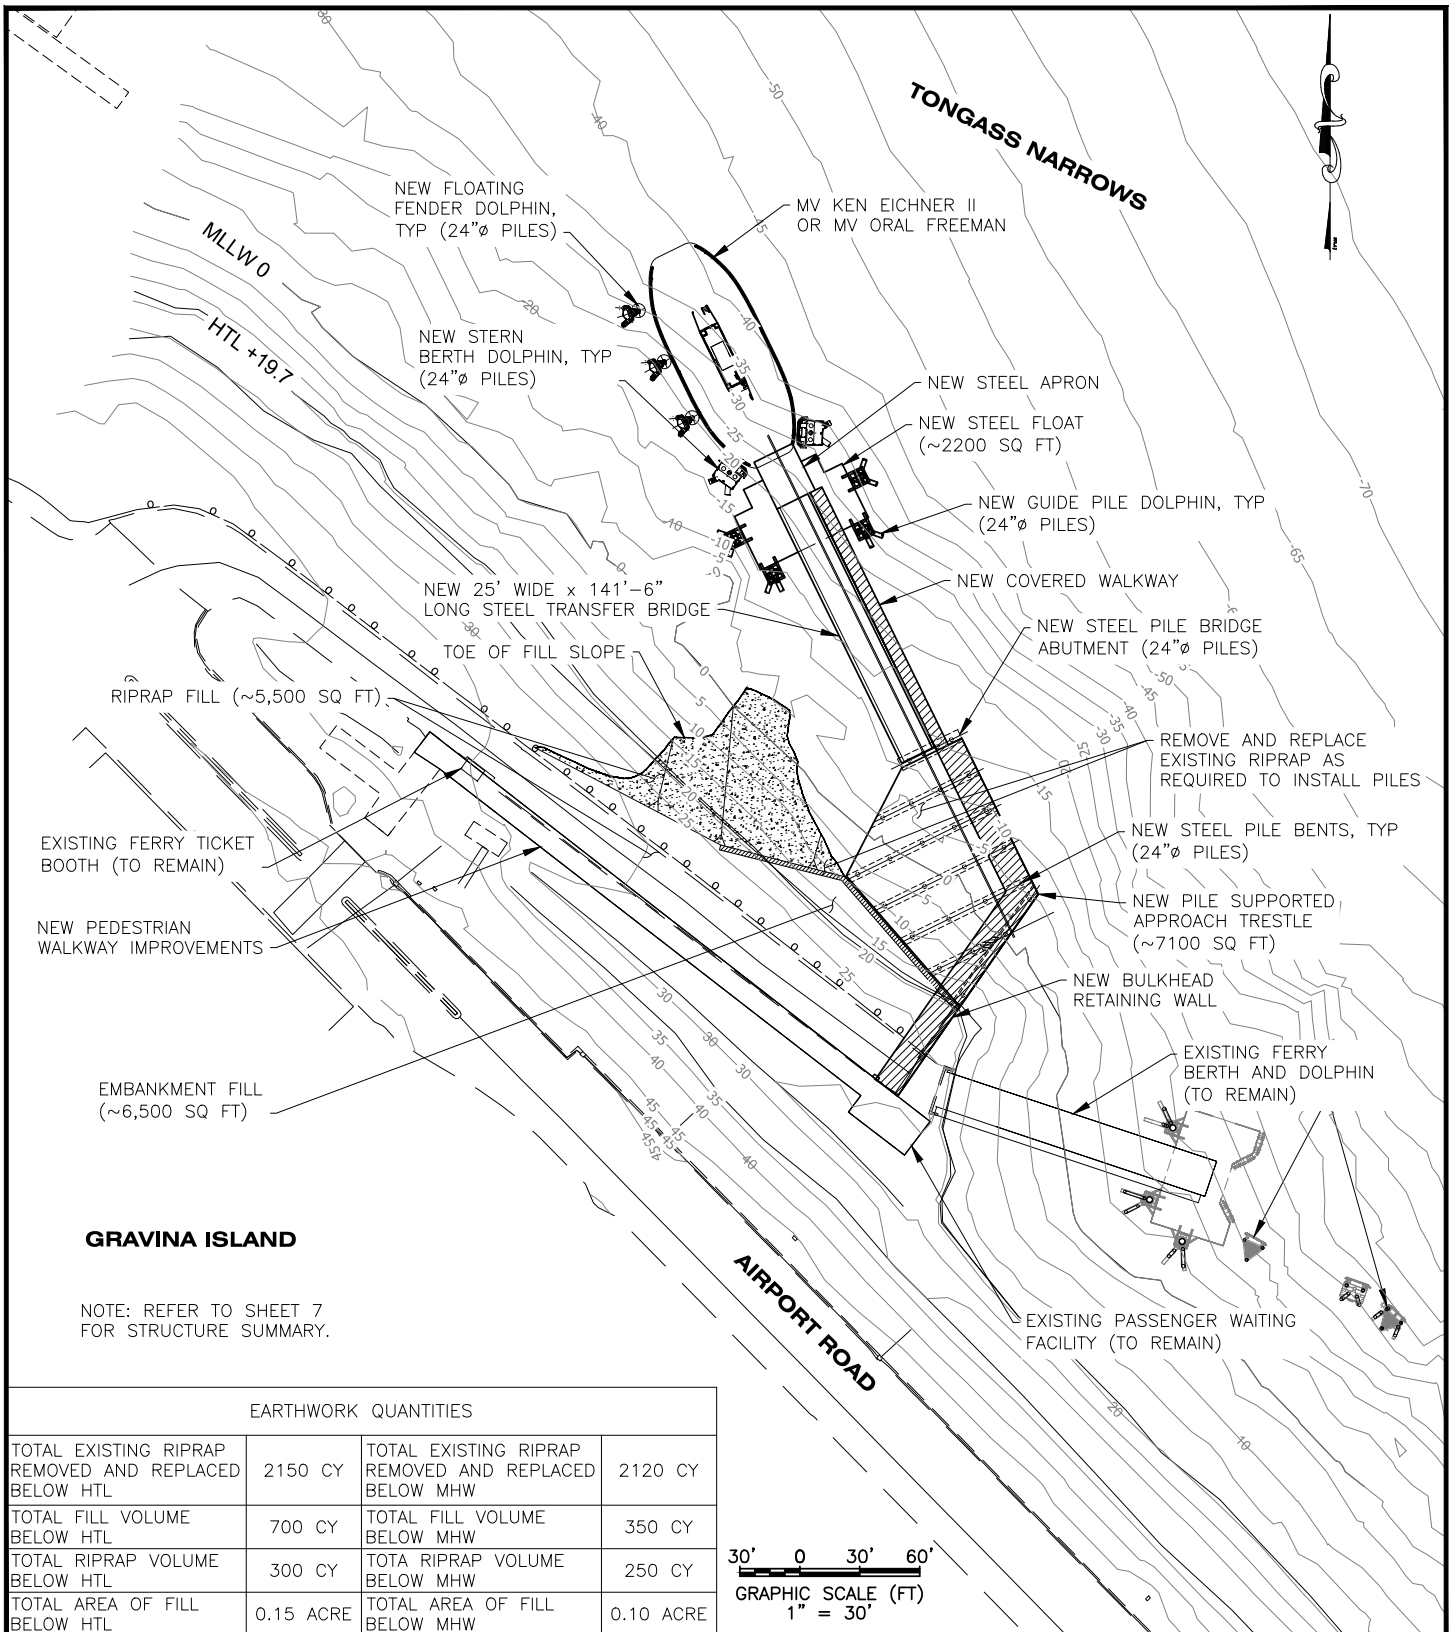 TONGASS NARROWS
NEW FLOATING
FENDER DOLPHIN,
TYP (24"ø PILES)
MV KEN EICHNER II
OR MV ORAL FREEMAN
MLLW 0
HTL +19.7
NEW STERN
BERTH DOLPHIN, TYP
(24"ø PILES)
NEW STEEL APRON
NEW STEEL FLOAT
(~2200 SQ FT)
NEW GUIDE PILE DOLPHIN, TYP
(24"ø PILES)
NEW 25' WIDE x 141'-6"
LONG STEEL TRANSFER BRIDGE
NEW COVERED WALKWAY
TOE OF FILL SLOPE
NEW STEEL PILE BRIDGE
ABUTMENT (24"ø PILES)
RIPRAP FILL (~5,500 SQ FT)
REMOVE AND REPLACE
EXISTING RIPRAP AS
REQUIRED TO INSTALL PILES
EXISTING FERRY TICKET
BOOTH (TO REMAIN)
NEW STEEL PILE BENTS, TYP
(24"ø PILES)
NEW PEDESTRIAN
WALKWAY IMPROVEMENTS
NEW PILE SUPPORTED
APPROACH TRESTLE
(~7100 SQ FT)
NEW BULKHEAD
RETAINING WALL
EMBANKMENT FILL
(~6,500 SQ FT)
EXISTING FERRY
BERTH AND DOLPHIN
(TO REMAIN)
GRAVINA ISLAND
AIRPORT ROAD
NOTE: REFER TO SHEET 7
FOR STRUCTURE SUMMARY.
EXISTING PASSENGER WAITING
FACILITY (TO REMAIN)
EARTHWORK QUANTITIES
TOTAL EXISTING RIPRAP
REMOVED AND REPLACED
BELOW HTL
2150 CY
TOTAL EXISTING RIPRAP
REMOVED AND REPLACED
BELOW MHW
2120 CY
TOTAL FILL VOLUME
BELOW HTL
700 CY
TOTAL FILL VOLUME
BELOW MHW
350 CY
TOTAL RIPRAP VOLUME
BELOW HTL
300 CY
TOTA RIPRAP VOLUME
BELOW MHW
250 CY
TOTAL AREA OF FILL
BELOW HTL
0.15 ACRE
TOTAL AREA OF FILL
BELOW MHW
0.10 ACRE
30' 0 30' 60'
GRAPHIC SCALE (FT)
1" = 30'